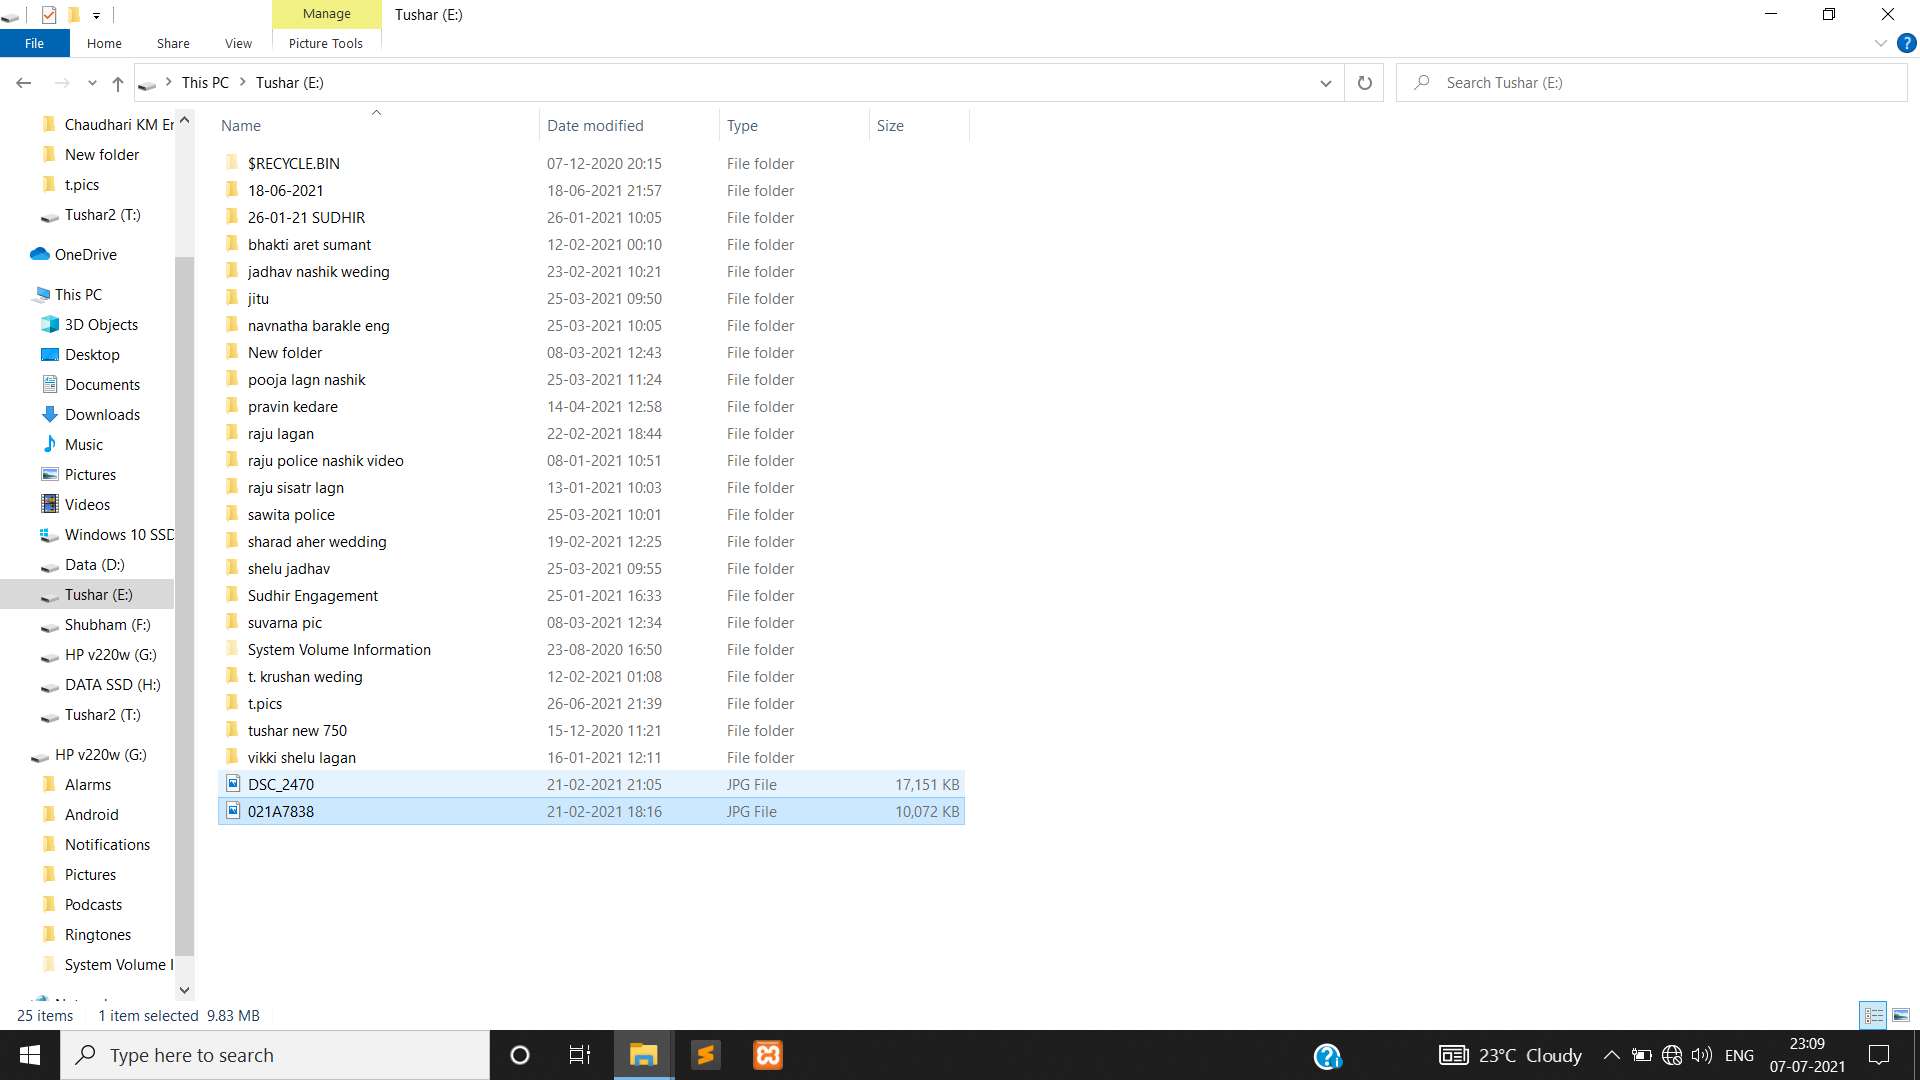 Manage
Tushar (E:)
File
Home
Share
View
Picture Tools
This PC
Tushar (E:)
Search Tushar (E:)
Name
Date modified
Type
Size
Chaudhari KM Er
New folder
t.pics
Tushar2 (T:)
OneDrive
This PC
3D Objects
Desktop
Documents
Downloads
Music
Pictures
Videos
Windows 10 SSD
Data (D:)
Tushar (E:)
Shubham (F:)
HP v220w (G:)
DATA SSD (H:)
Tushar2 (T:)
HP v220w (G:)
Alarms
Android
Notifications
Pictures
Podcasts
Ringtones
System Volume I
$RECYCLE.BIN 07-12-2020 20:15 File folder
18-06-2021 18-06-2021 21:57 File folder
26-01-21 SUDHIR 26-01-2021 10:05 File folder
bhakti aret sumant 12-02-2021 00:10 File folder
jadhav nashik weding 23-02-2021 10:21 File folder
jitu 25-03-2021 09:50 File folder
navnatha barakle eng 25-03-2021 10:05 File folder
New folder 08-03-2021 12:43 File folder
pooja lagn nashik 25-03-2021 11:24 File folder
pravin kedare 14-04-2021 12:58 File folder
raju lagan 22-02-2021 18:44 File folder
raju police nashik video 08-01-2021 10:51 File folder
raju sisatr lagn 13-01-2021 10:03 File folder
sawita police 25-03-2021 10:01 File folder
sharad aher wedding 19-02-2021 12:25 File folder
shelu jadhav 25-03-2021 09:55 File folder
Sudhir Engagement 25-01-2021 16:33 File folder
suvarna pic 08-03-2021 12:34 File folder
System Volume Information 23-08-2020 16:50 File folder
t. krushan weding 12-02-2021 01:08 File folder
t.pics 26-06-2021 21:39 File folder
tushar new 750 15-12-2020 11:21 File folder
vikki shelu lagan 16-01-2021 12:11 File folder
DSC_2470 21-02-2021 21:05 JPG File 17,151 KB
021A7838 21-02-2021 18:16 JPG File 10,072 KB
25 items 1 item selected 9.83 MB
Type here to search
23°C Cloudy
ENG
23:09
07-07-2021